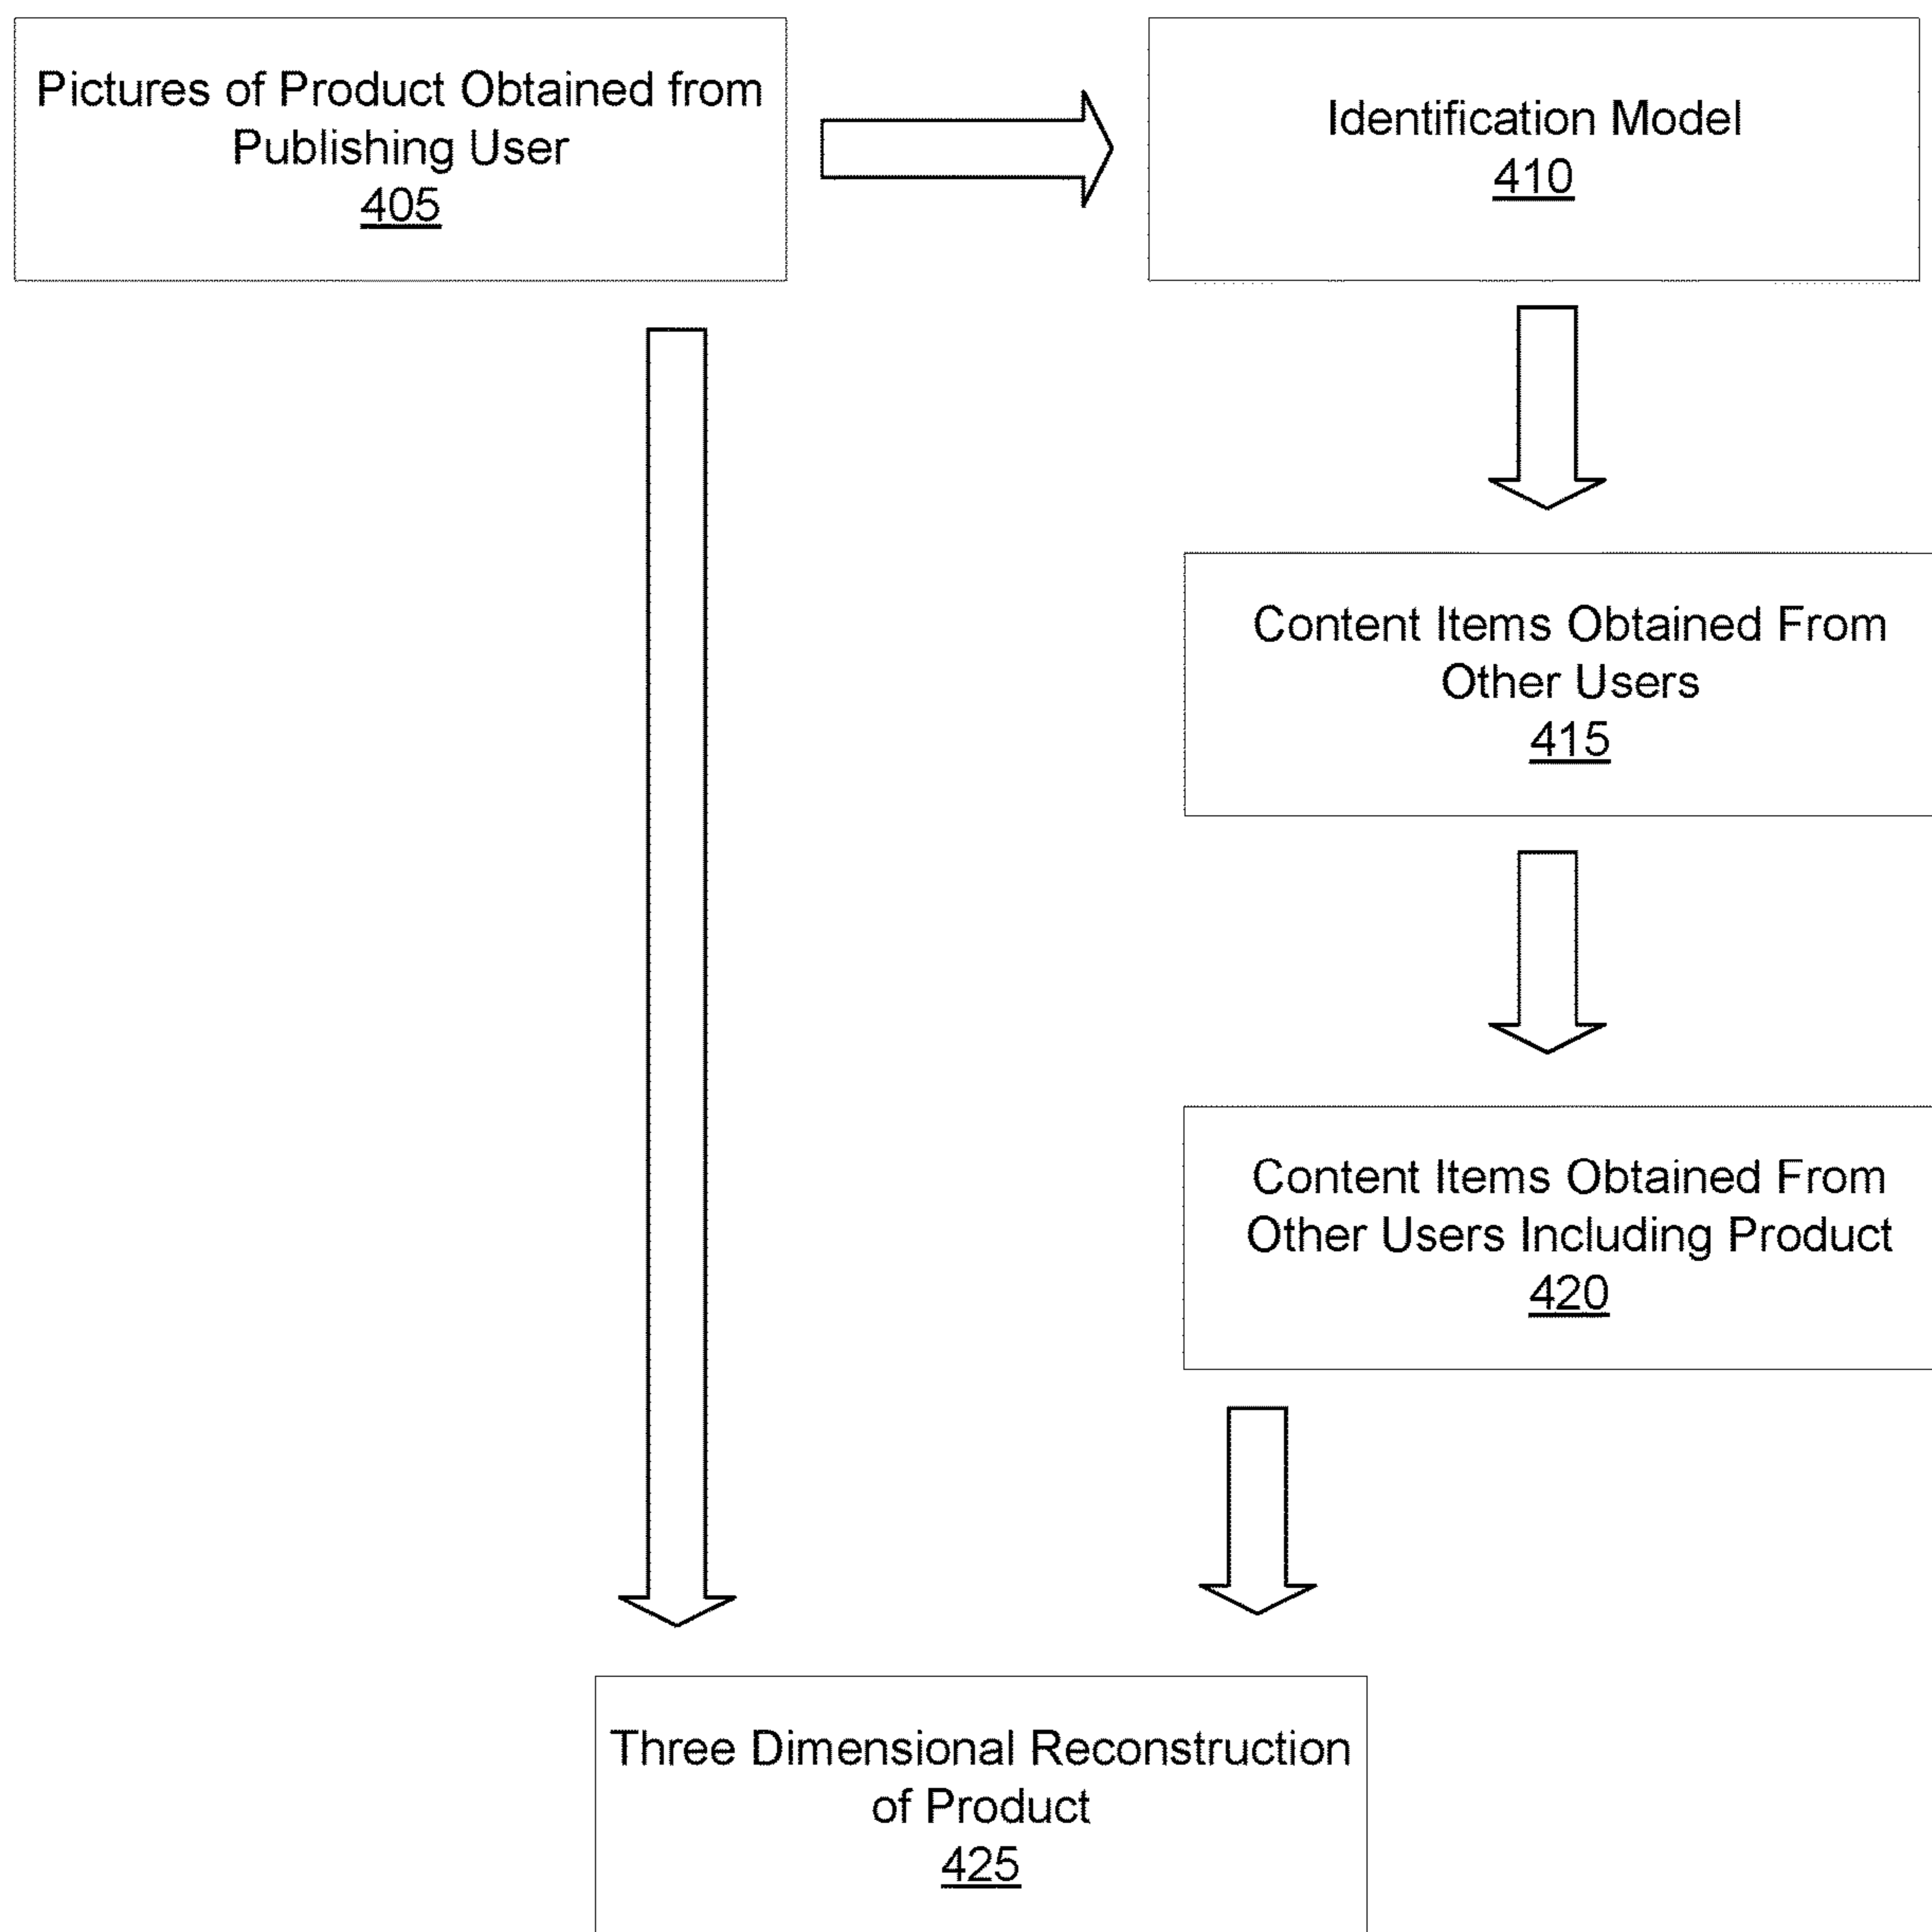 Pictures of Product Obtained from
Publishing User
405
Identification Model
410
Content Items Obtained From
Other Users
415
Content Items Obtained From
Other Users Including Product
420
Three Dimensional Reconstruction
of Product
425